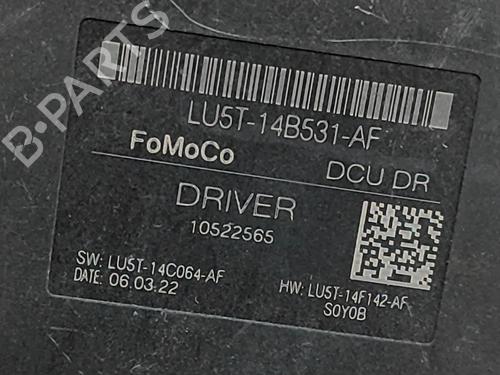 B-PARTS
LU5T-14B531-AF
FoMoCo
DCU DR
DRIVER
10522565
SW: LU5T-14C064-AF
DATE: 06.03.22
HW: LU5T-14F142-AF
S0Y0B